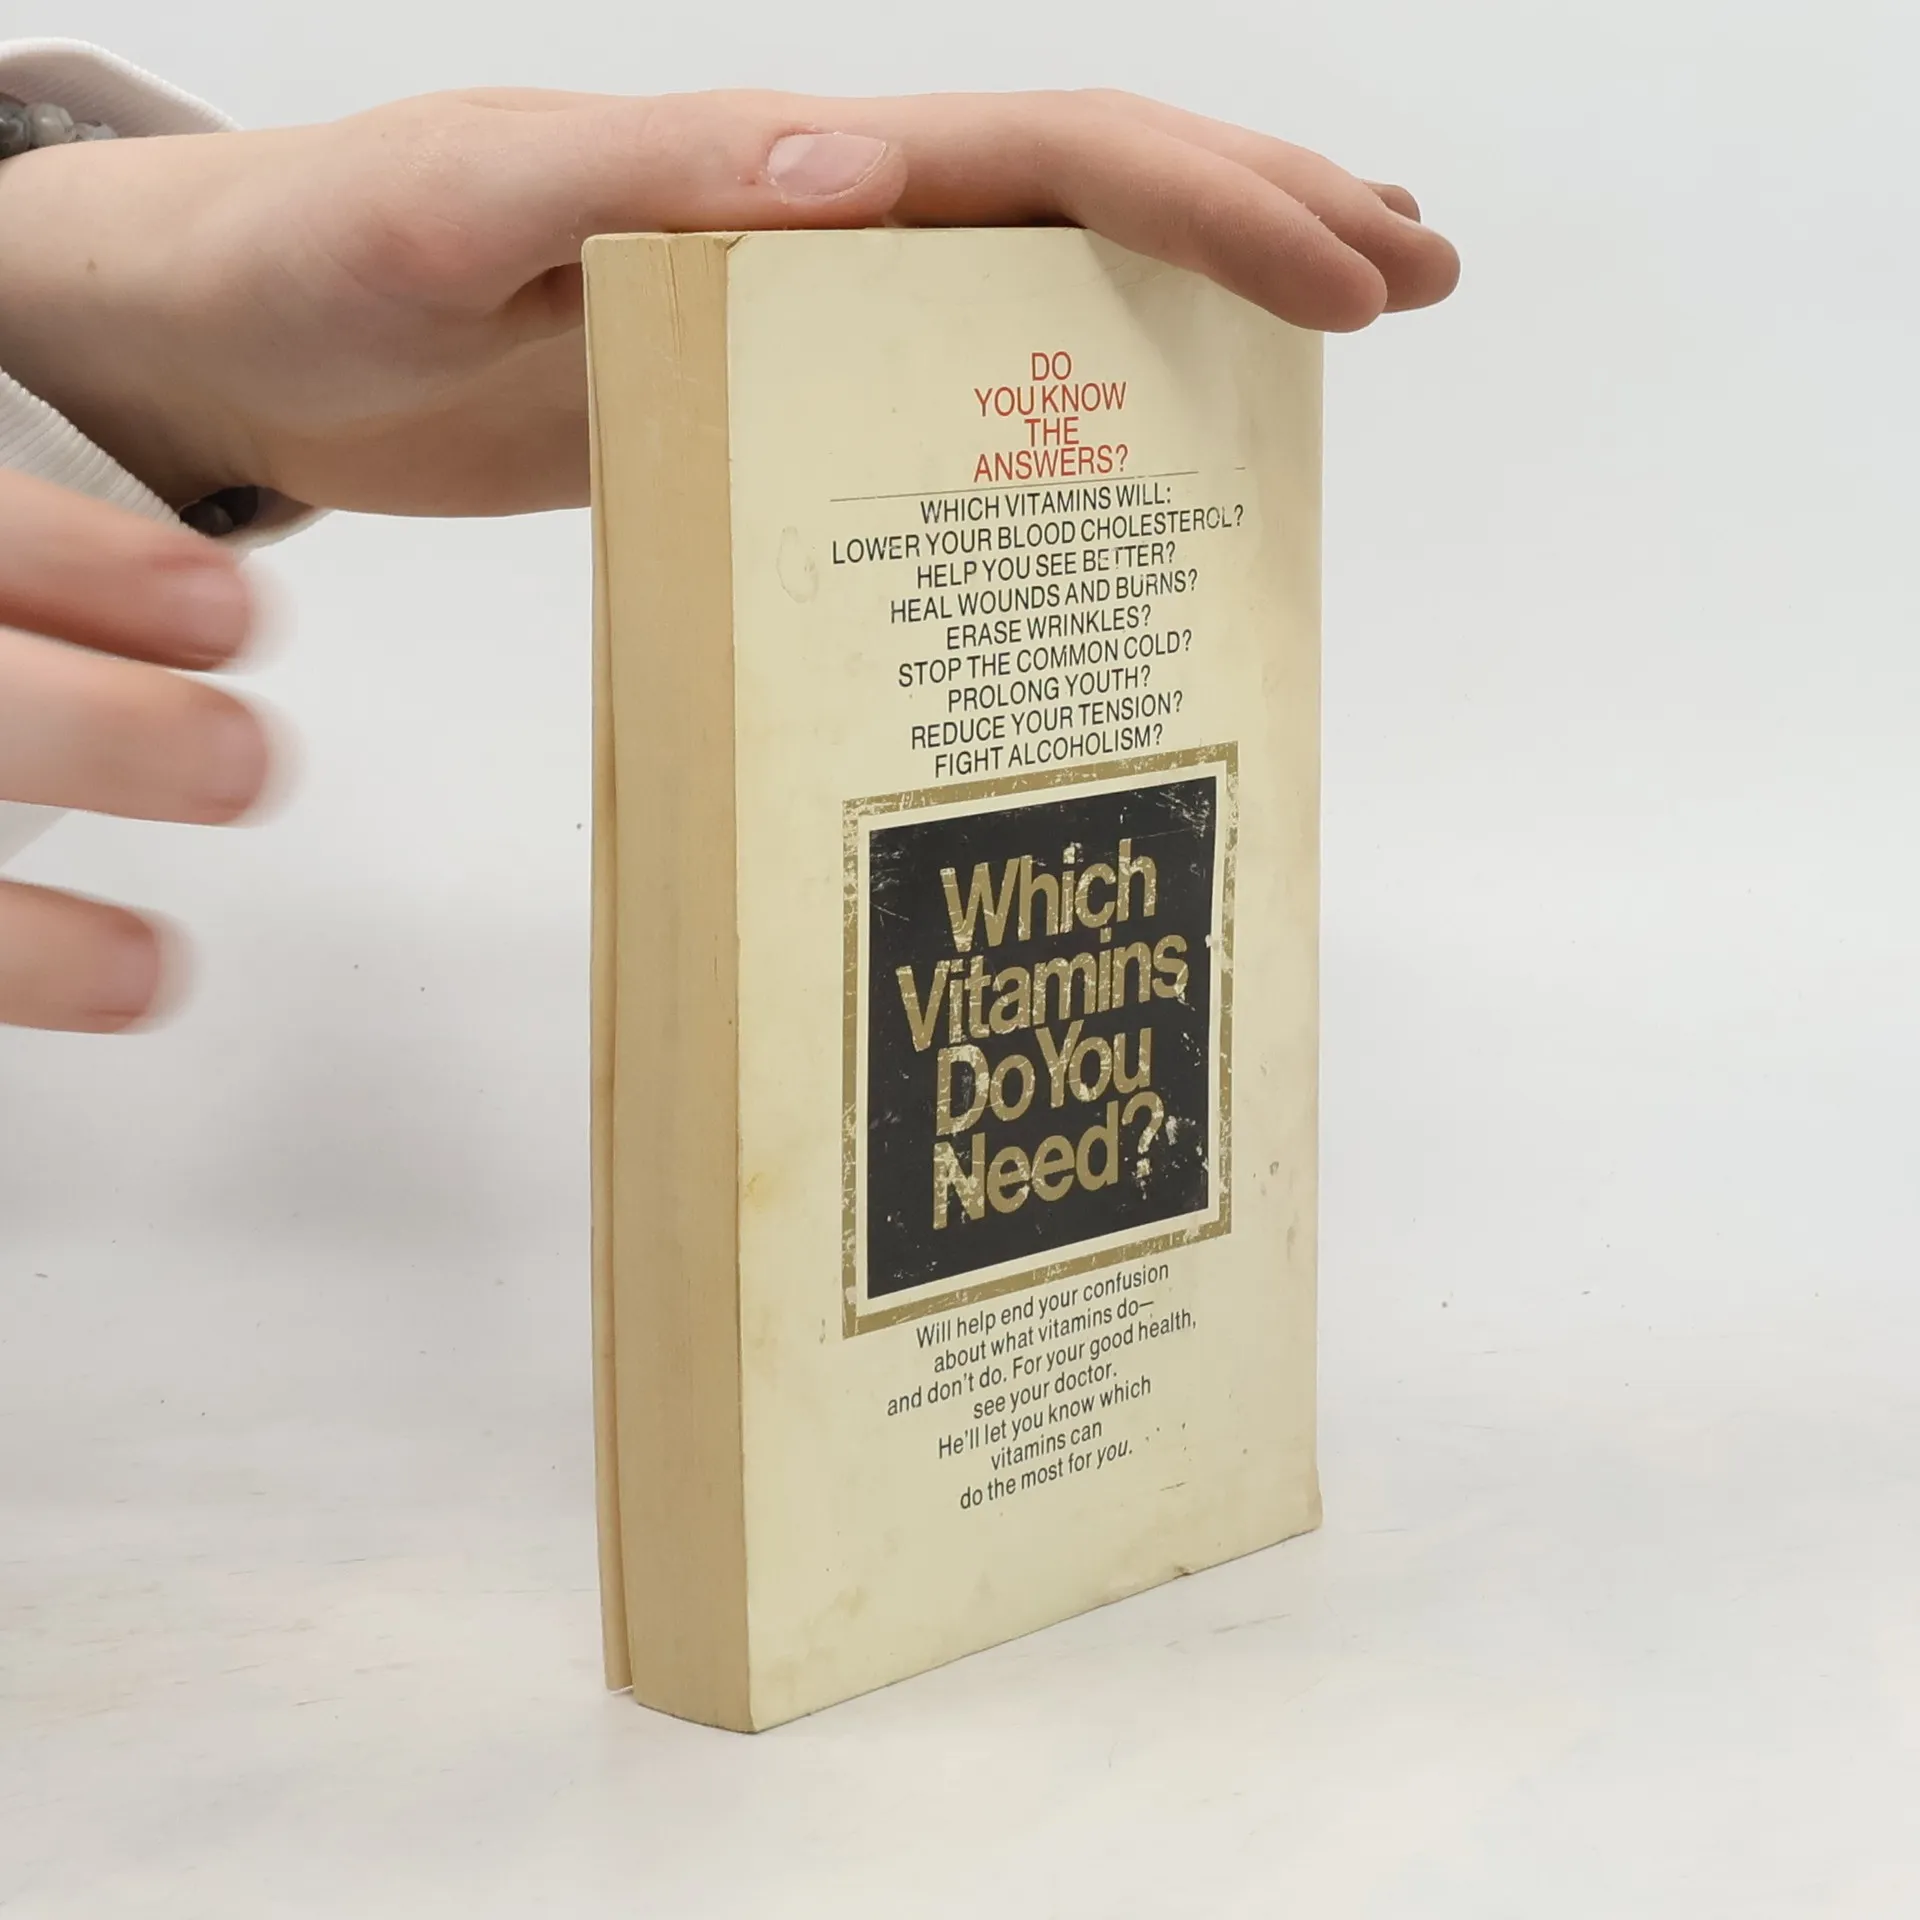 DO
YOU KNOW
THE
ANSWERS?
WHICH VITAMINS WILL:
LOWER YOUR BLOOD CHOLESTEROL?
HELP YOU SEE BETTER?
HEAL WOUNDS AND BURNS?
ERASE WRINKLES?
STOP THE COMMON COLD?
PROLONG YOUTH?
REDUCE YOUR TENSION?
FIGHT ALCOHOLISM?
Which
Vitamins
Do You
Need?
Will help end your confusion
about what vitamins do—
and don't do. For your good health,
see your doctor.
He'll let you know which
vitamins can
do the most for you.